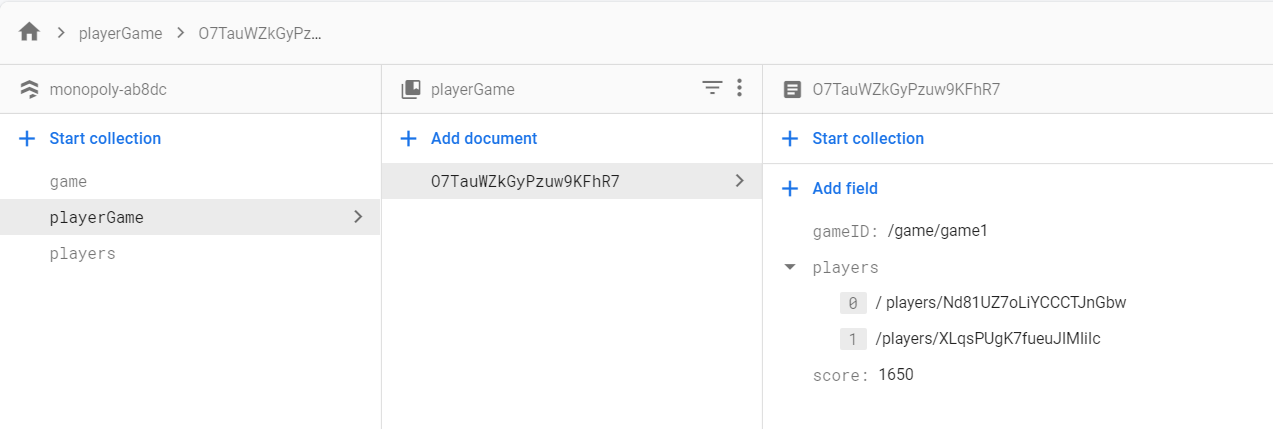 playerGame > O7TauWZkGyPz...
monopoly-ab8dc
Start collection
game
playerGame
players
playerGame
Add document
O7TauWZkGyPzuw9KFhR7
O7TauWZkGyPzuw9KFhR7
Start collection
Add field
gameID: /game/game1
players
0 / players/Nd81UZ7oLiYCCCTJnGbw
1 /players/XLqsPUgK7fueuJIMIiIc
score: 1650